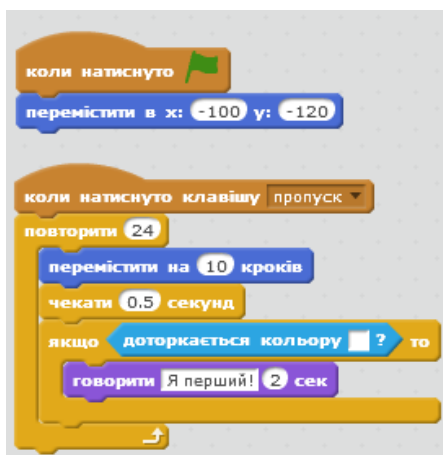 коли натиснуто
перемістити в x: -100 y: -120
коли натиснуто клавішу пропуск
повторити 24
перемістити на 10 кроків
чекати 0.5 секунд
якщо доторкається кольору ? то
говорити Я перший! 2 сек